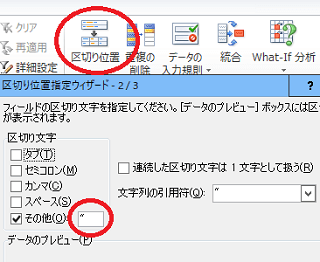 クリア
再適用
詳細設定
区切り位置
重複の
削除
データの
入力規則
統合
What-If 分析
区切り位置指定ウィザード - 2 / 3
?
フィールドの区切り文字を指定してください。[データのプレビュー] ボックスには区
が表示されます。
区切り文字
タブ(T)
セミコロン(M)
カンマ(C)
スペース(S)
その他(O): "
連続した区切り文字は 1 文字として扱う(R)
文字列の引用符(Q): "
データのプレビュー(P)